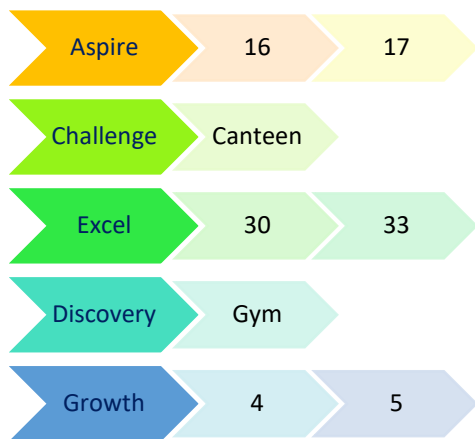 Aspire 16 17
Challenge Canteen
Excel 30 33
Discovery Gym
Growth 4 5